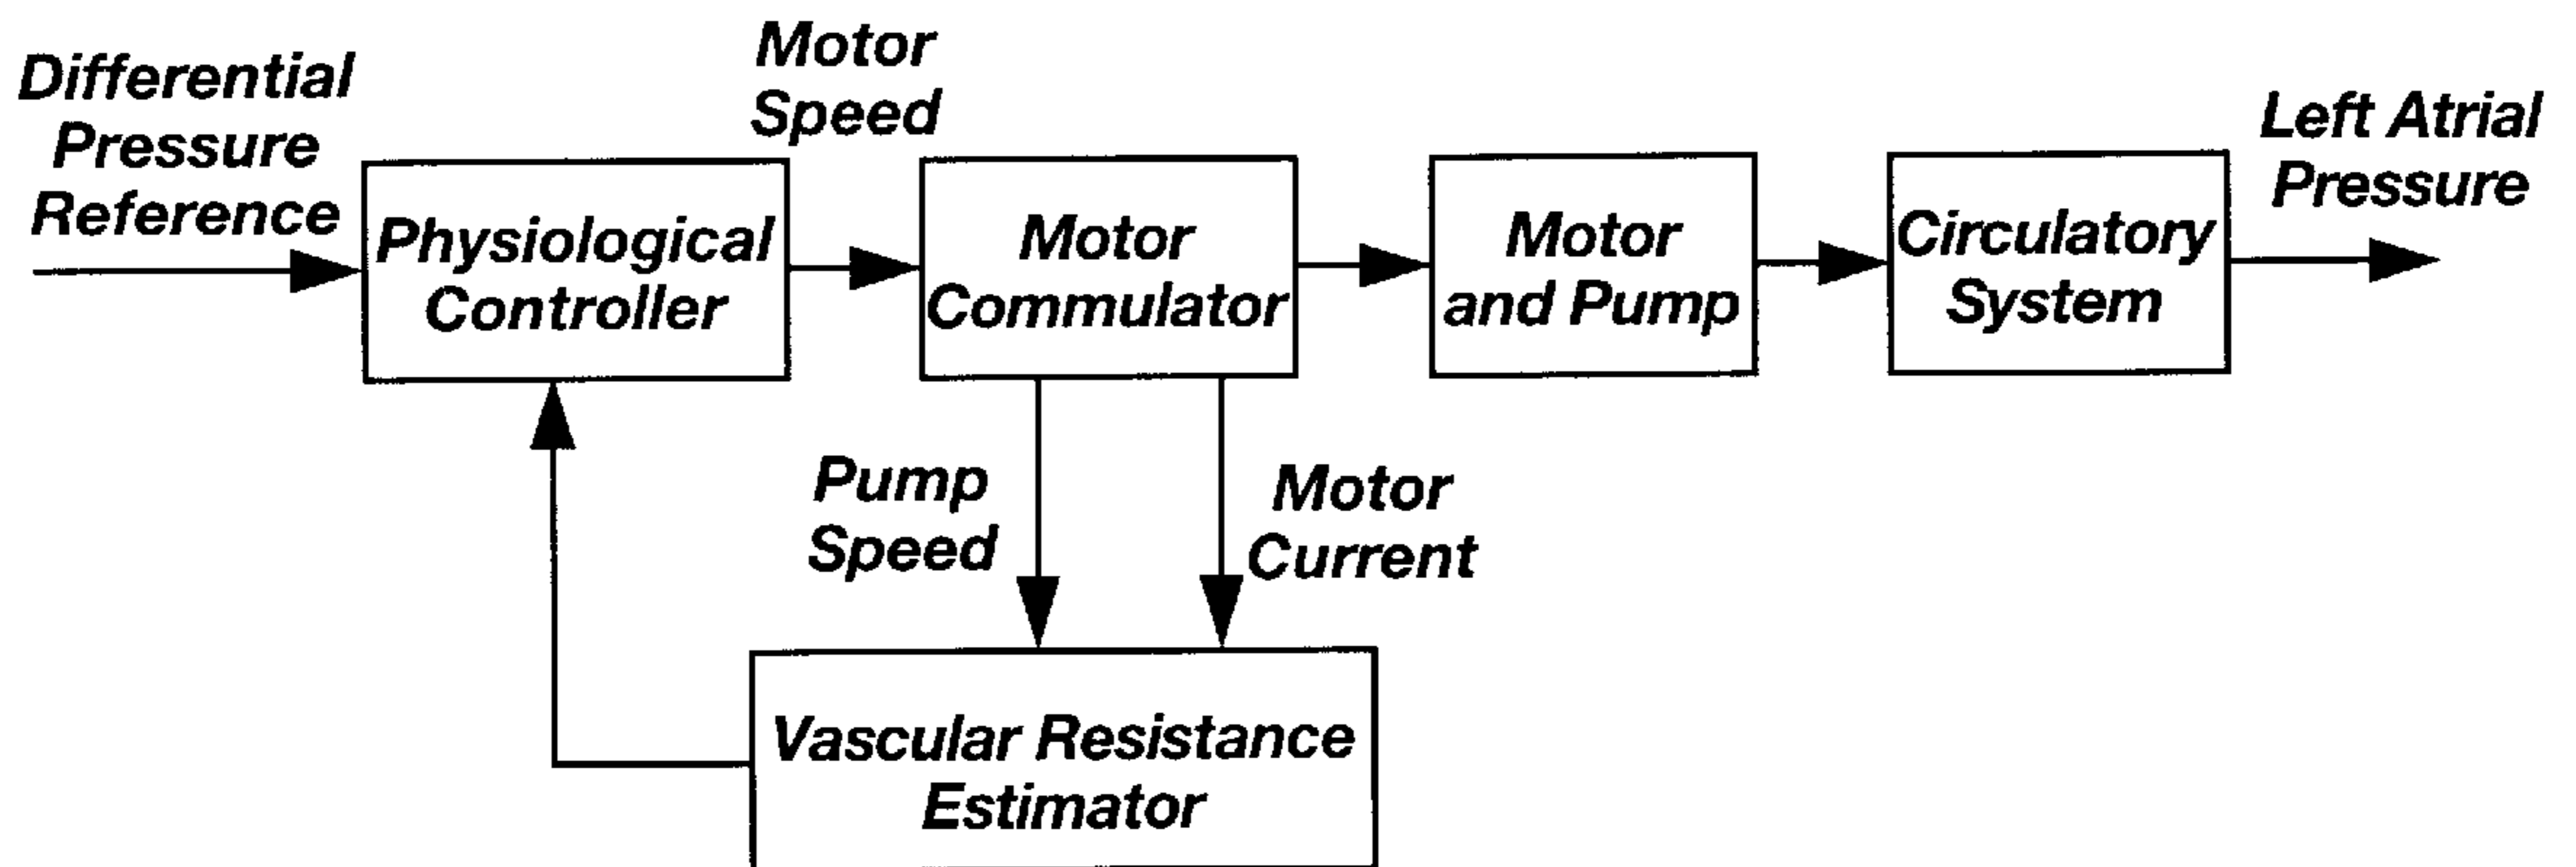 Differential
Pressure
Reference
Physiological
Controller
Motor
Speed
Motor
Commulator
Motor
and Pump
Circulatory
System
Left Atrial
Pressure
Pump
Speed
Motor
Current
Vascular Resistance
Estimator